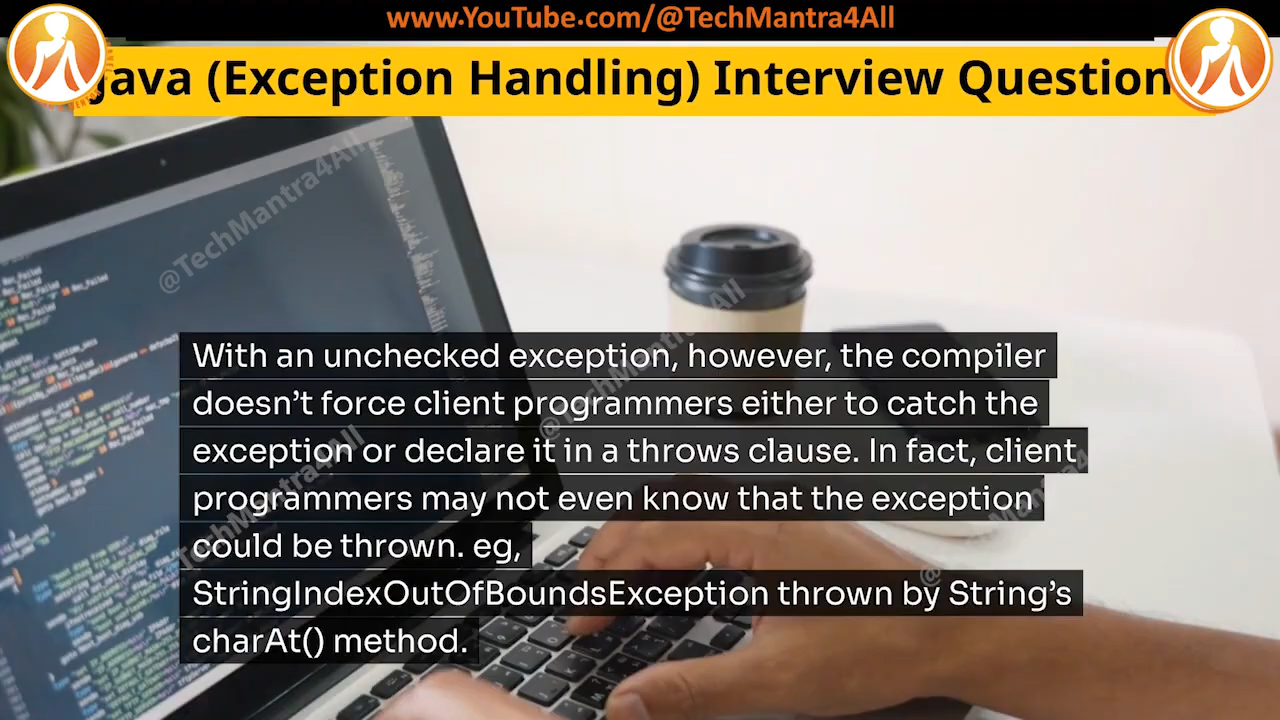 www.YouTube.com/@TechMantra4All
Java (Exception Handling) Interview Question
@TechMantra4All
With an unchecked exception, however, the compiler
doesn’t force client programmers either to catch the
exception or declare it in a throws clause. In fact, client
programmers may not even know that the exception
could be thrown. eg,
StringIndexOutOfBoundsException thrown by String’s
charAt() method.